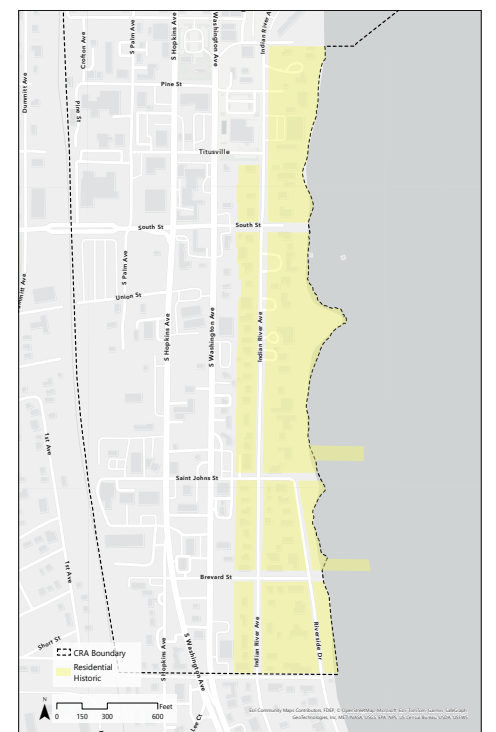 S Hopkins Ave
Washington Ave
Indian River A
S Palm Ave
Crofton Ave
Dummitt Ave
Pine St
Pine St
Titusville
South St
South St
S Palm Ave
Union St
S Hopkins Ave
S Washington Ave
Indian River Ave
1st Ave
Saint Johns St
1st Ave
Brevard St
Short St
S Hopkins Ave
S Washington Ave
Indian River Ave
Riverside Dr
Lee Ct
CRA Boundary
Residential
Historic
N
Feet
0 150 300 600